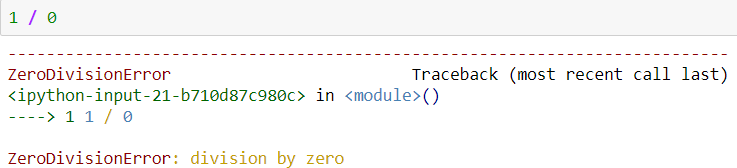 1 / 0
---------------------------------------------------------------------------
ZeroDivisionError                         Traceback (most recent call last)
<ipython-input-21-b710d87c980c> in <module>()
----> 1 1 / 0

ZeroDivisionError: division by zero